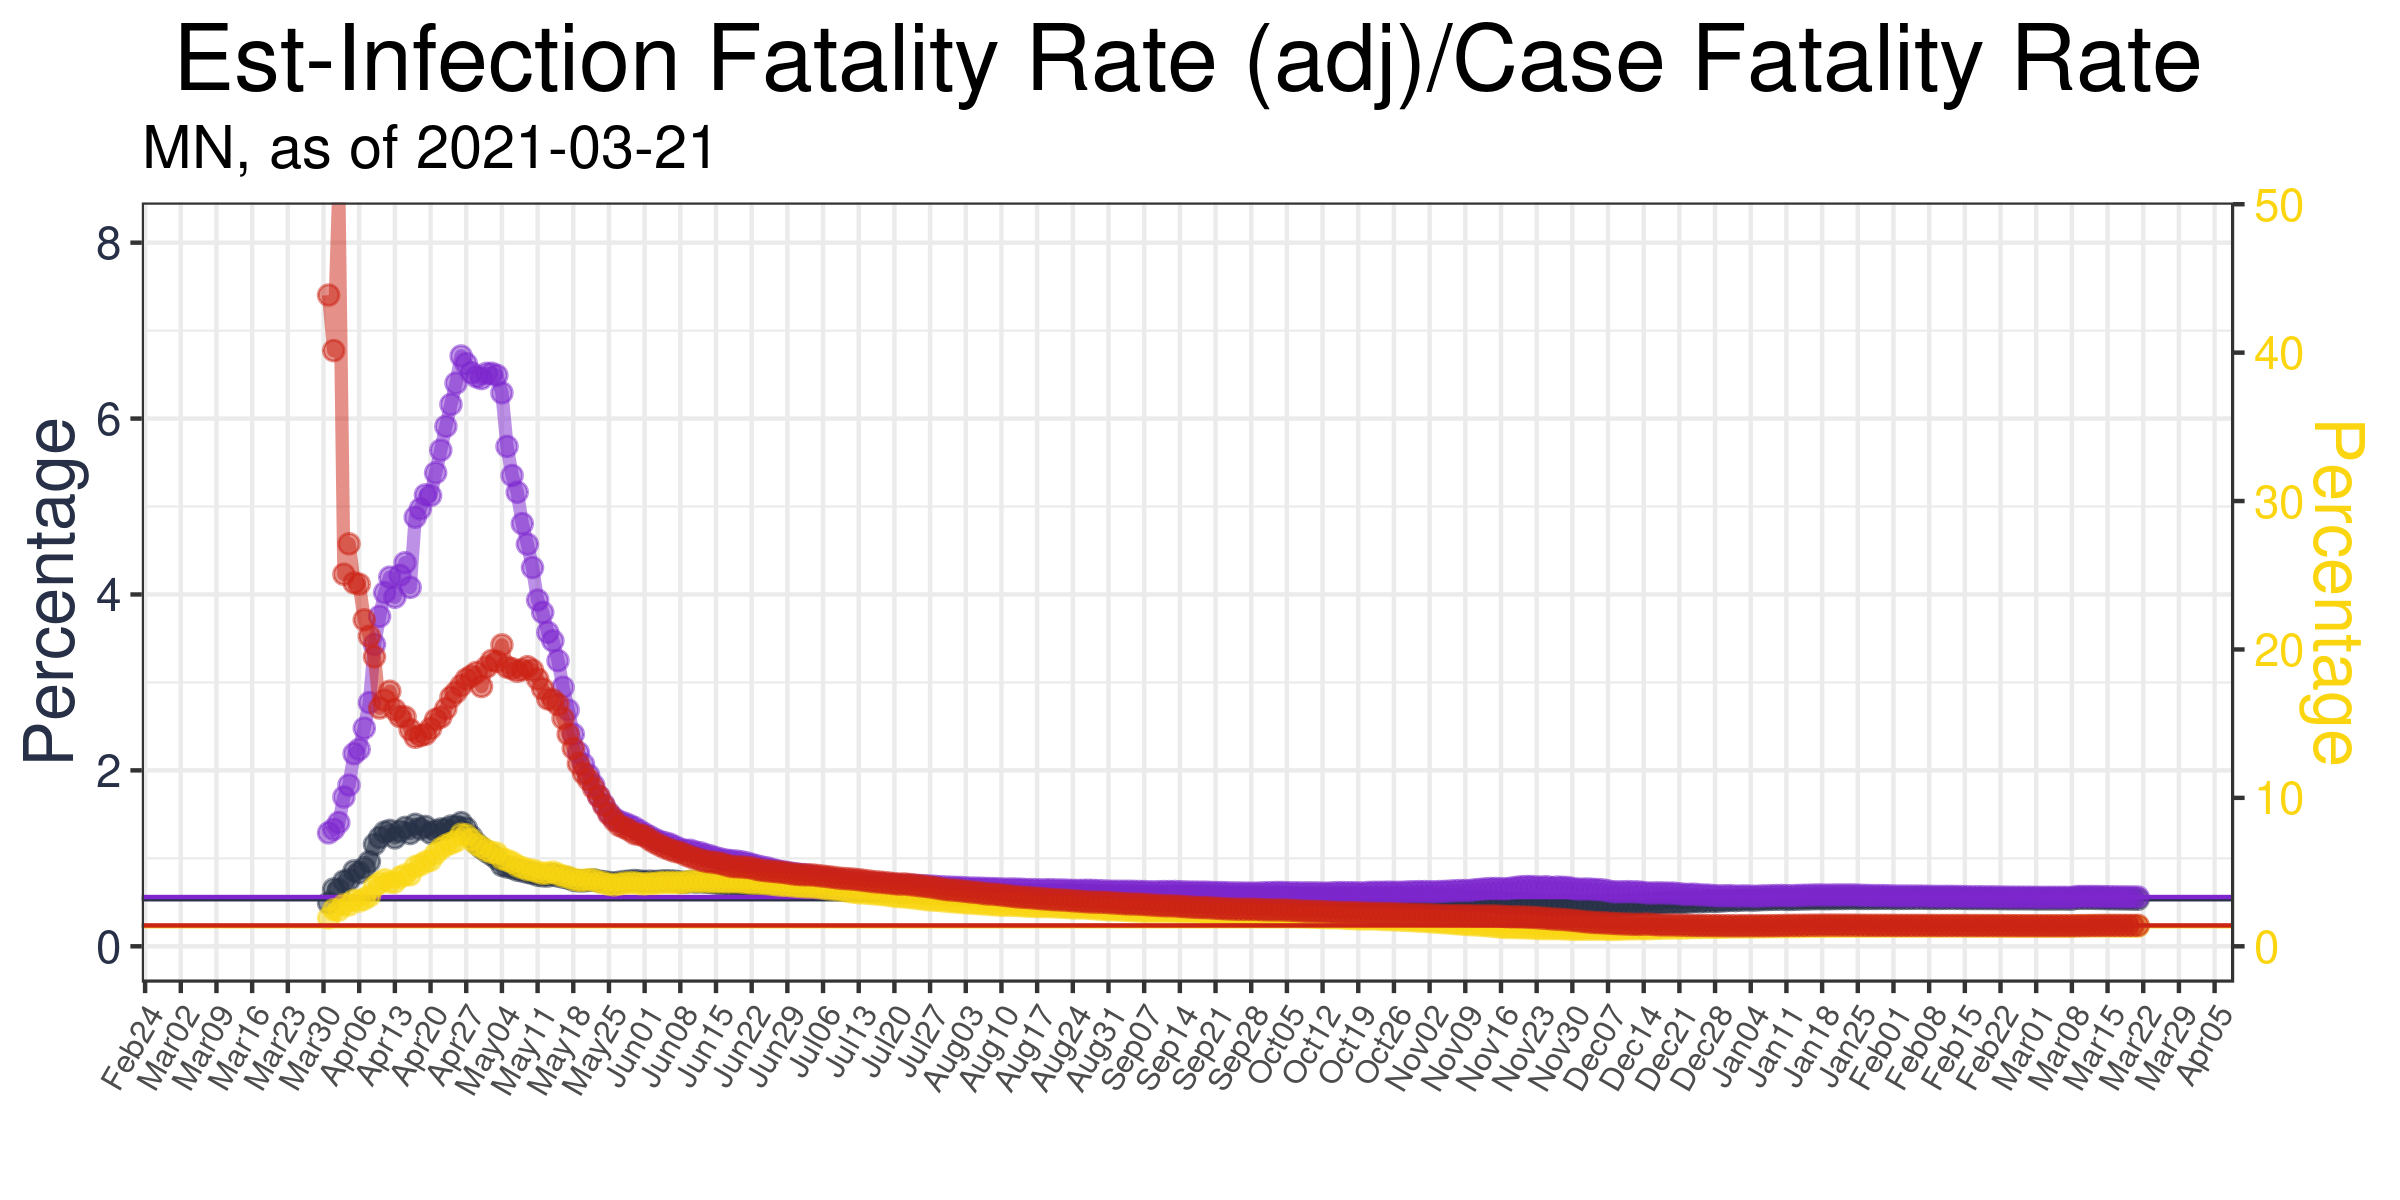 Est-Infection Fatality Rate (adj)/Case Fatality Rate
MN, as of 2021-03-21
Percentage
8
6
4
2
0
50
40
30
20
10
0
Percentage
Feb24
Mar02
Mar09
Mar16
Mar23
Mar30
Apr06
Apr13
Apr20
Apr27
May04
May11
May18
May25
Jun01
Jun08
Jun15
Jun22
Jun29
Jul06
Jul13
Jul20
Jul27
Aug03
Aug10
Aug17
Aug24
Aug31
Sep07
Sep14
Sep21
Sep28
Oct05
Oct12
Oct19
Oct26
Nov02
Nov09
Nov16
Nov23
Nov30
Dec07
Dec14
Dec21
Dec28
Jan04
Jan11
Jan18
Jan25
Feb01
Feb08
Feb15
Feb22
Mar01
Mar08
Mar15
Mar22
Mar29
Apr05